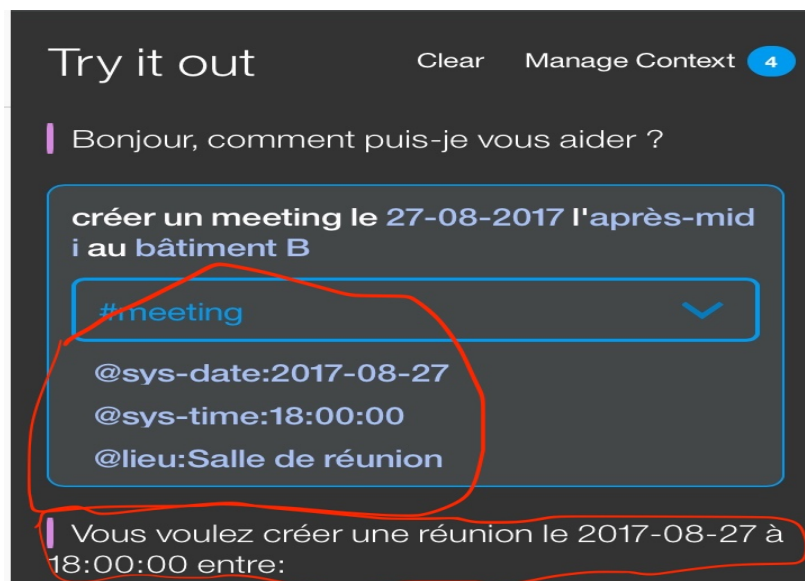 Try it out Clear Manage Context 4
Bonjour, comment puis-je vous aider ?
créer un meeting le 27-08-2017 l'après-mid
i au bâtiment B
#meeting
@sys-date:2017-08-27
@sys-time:18:00:00
@lieu:Salle de réunion
Vous voulez créer une réunion le 2017-08-27 à
18:00:00 entre: